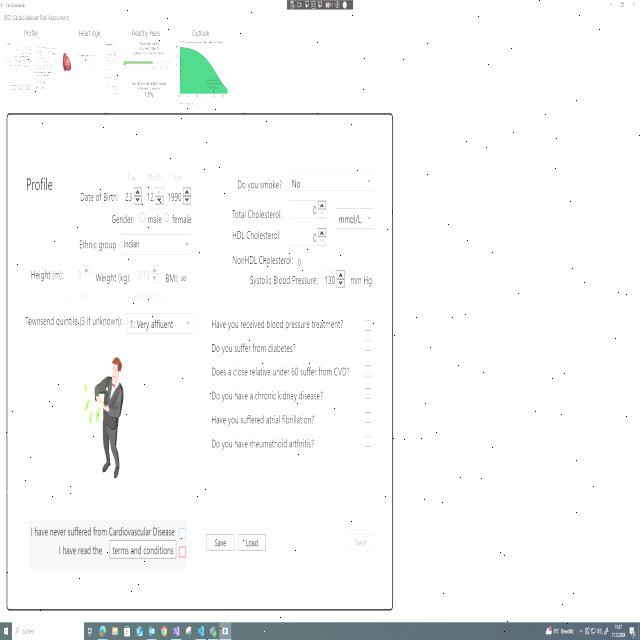 JBS3 Cardiovascular Risk Assessment
Profile Heart Age Healthy Years Outlook
Profile
Day Month Year
Date of Birth 23 12 1990
Gender: male female
Ethnic group Indian
Height (m): 0 Weight (kg): BMI: ∞
Townsend quintile (3 if unknown): 1: Very affluent
Do you smoke? No
Total Cholesterol: 0 mmol/L
HDL Cholesterol: 0
NonHDL Cholesterol: 0
Systolic Blood Pressure: 130 mm Hg
Have you received blood pressure treatment?
Do you suffer from diabetes?
Does a close relative under 60 suffer from CVD?
Do you have a chronic kidney disease?
Have you suffered atrial fibrillation?
Do you have rheumathoid arthritis?
I have never suffered from Cardiovascular Disease
I have read the terms and conditions
Save Load Next
Suchen